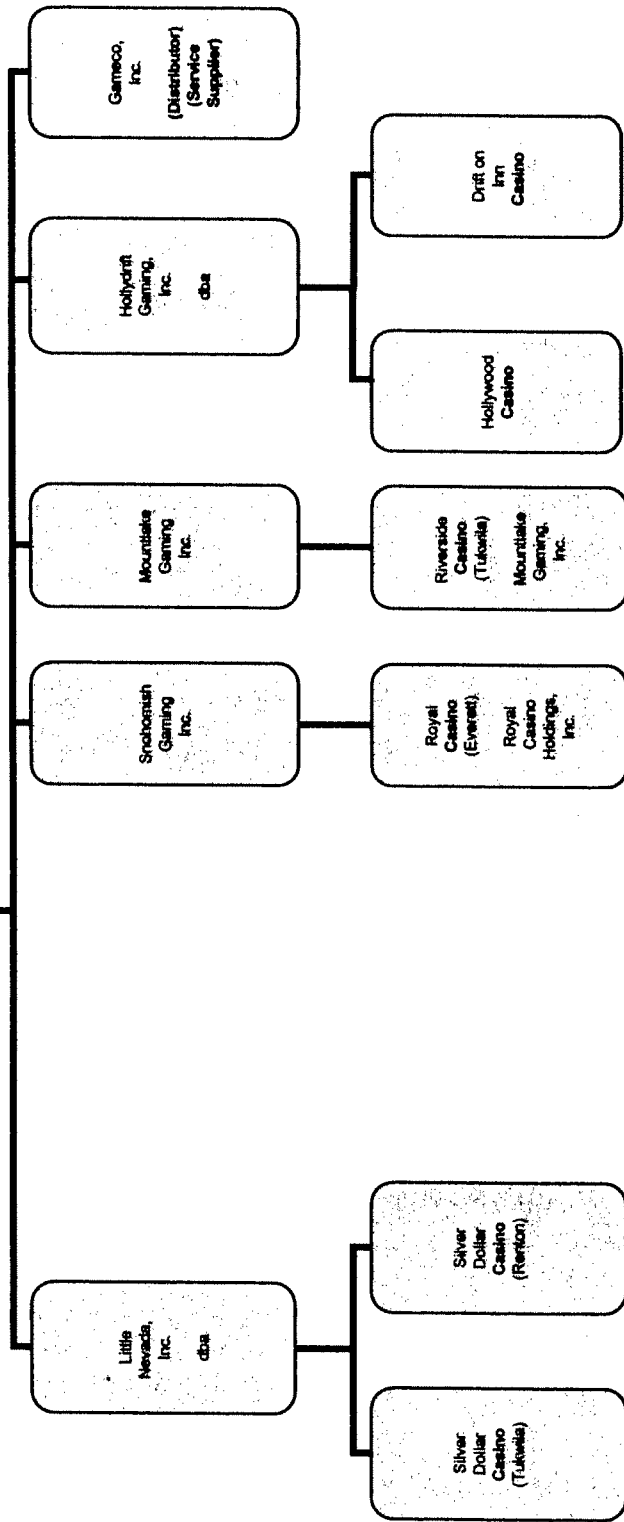 Little
Nevada,
Inc.
dba
Snohomish
Gaming
Inc.
Mountlake
Gaming
Inc.
Hollydrift
Gaming,
Inc.
dba
Gameco,
Inc.
(Distributor)
(Service
Supplier)
Silver
Dollar
Casino
(Tukwila)
Silver
Dollar
Casino
(Renton)
Royal
Casino
(Everett)
Royal
Casino
Holdings,
Inc.
Riverside
Casino
(Tukwila)
Mountlake
Gaming,
Inc.
Hollywood
Casino
Drift on
Inn
Casino